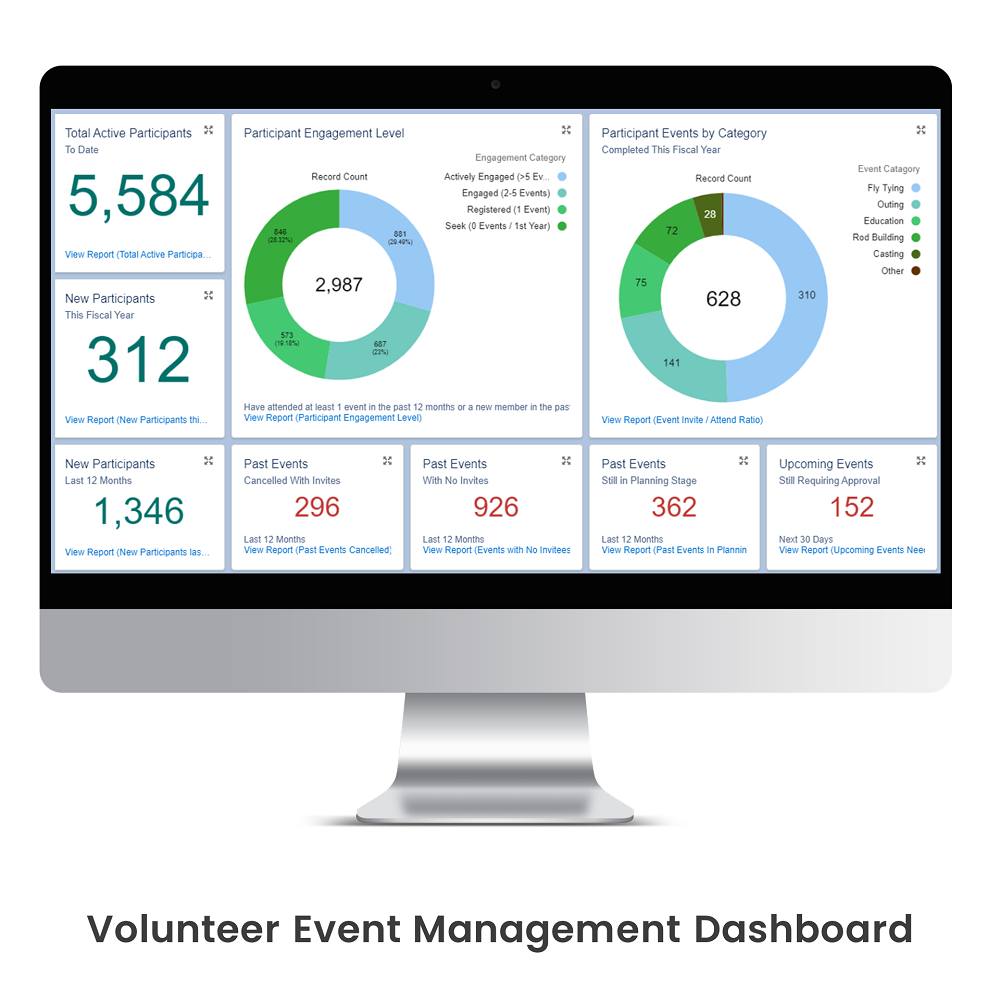 Total Active Participants
To Date
5,584
View Report (Total Active Participa...
New Participants
This Fiscal Year
312
View Report (New Participants thi...
Participant Engagement Level
Engagement Category
Record Count
Actively Engaged (>5 Ev...
Engaged (2-5 Events)
Registered (1 Event)
Seek (0 Events / 1st Year)
846
(28.32%)
881
(29.49%)
2,987
573
(19.18%)
687
(23%)
Have attended at least 1 event in the past 12 months or a new member in the pas
View Report (Participant Engagement Level)
Participant Events by Category
Completed This Fiscal Year
Event Catagory
Record Count
Fly Tying
Outing
Education
Rod Building
Casting
Other
28
72
75
310
628
141
View Report (Event Invite / Attend Ratio)
New Participants
Last 12 Months
1,346
View Report (New Participants las...
Past Events
Cancelled With Invites
296
Last 12 Months
View Report (Past Events Cancelled)
Past Events
With No Invites
926
Last 12 Months
View Report (Events with No Invitees
Past Events
Still in Planning Stage
362
Last 12 Months
View Report (Past Events In Plannin
Upcoming Events
Still Requiring Approval
152
Next 30 Days
View Report (Upcoming Events Nee
Volunteer Event Management Dashboard